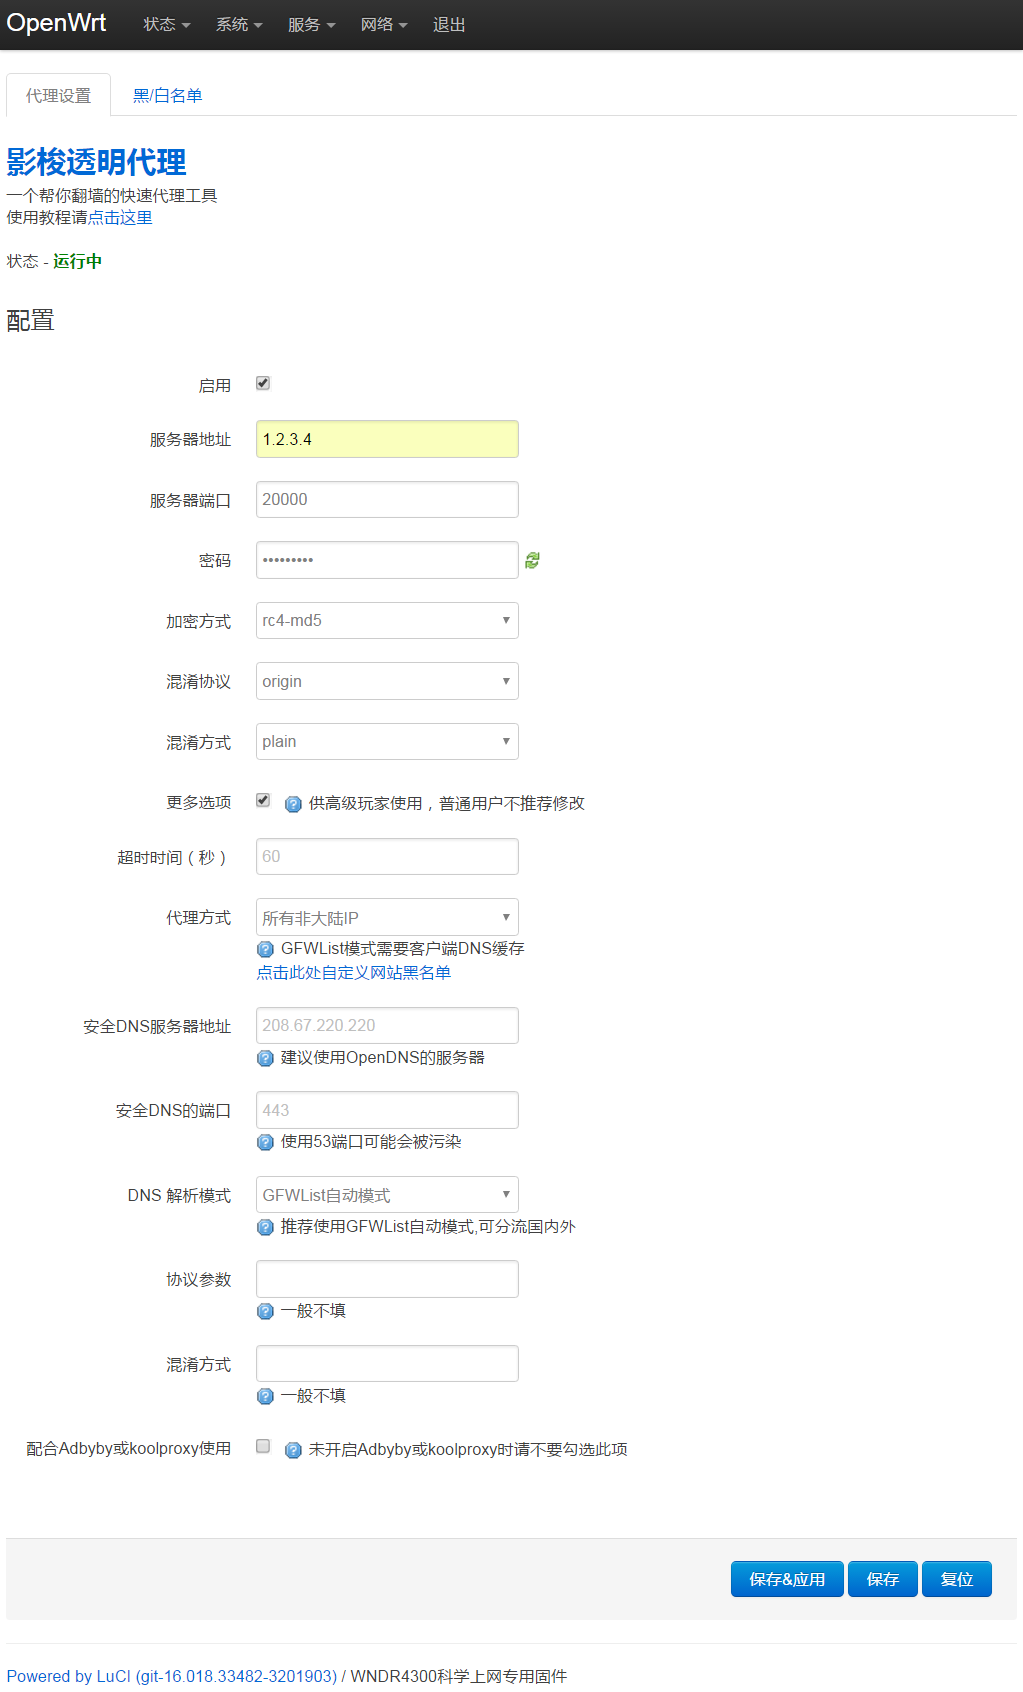 OpenWrt 状态 系统 服务 网络 退出
代理设置 黑/白名单
影梭透明代理
一个帮你翻墙的快速代理工具
使用教程请点击这里
状态 - 运行中
配置
启用
服务器地址 1.2.3.4
服务器端口 20000
密码 •••••••••
加密方式 rc4-md5
混淆协议 origin
混淆方式 plain
更多选项 供高级玩家使用，普通用户不推荐修改
超时时间（秒） 60
代理方式 所有非大陆IP
GFWList模式需要客户端DNS缓存
点击此处自定义网站黑名单
安全DNS服务器地址 208.67.220.220
建议使用OpenDNS的服务器
安全DNS的端口 443
使用53端口可能会被污染
DNS 解析模式 GFWList自动模式
推荐使用GFWList自动模式,可分流国内外
协议参数
一般不填
混淆方式
一般不填
配合Adbyby或koolproxy使用 未开启Adbyby或koolproxy时请不要勾选此项
保存&应用 保存 复位
Powered by LuCI (git-16.018.33482-3201903) / WNDR4300科学上网专用固件